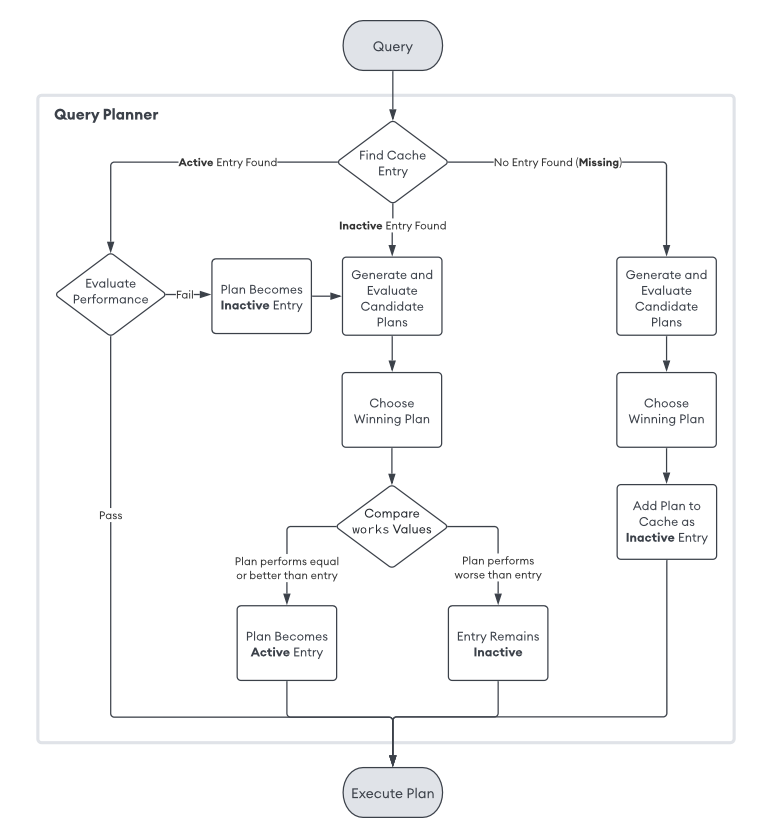 Query
Query Planner
Find Cache
Entry
Active Entry Found
No Entry Found (Missing)
Inactive Entry Found
Evaluate
Performance
Fail
Plan Becomes
Inactive Entry
Generate and
Evaluate
Candidate
Plans
Generate and
Evaluate
Candidate
Plans
Choose
Winning Plan
Choose
Winning Plan
Pass
Compare
works Values
Add Plan to
Cache as
Inactive Entry
Plan performs equal
or better than entry
Plan performs
worse than entry
Plan Becomes
Active Entry
Entry Remains
Inactive
Execute Plan